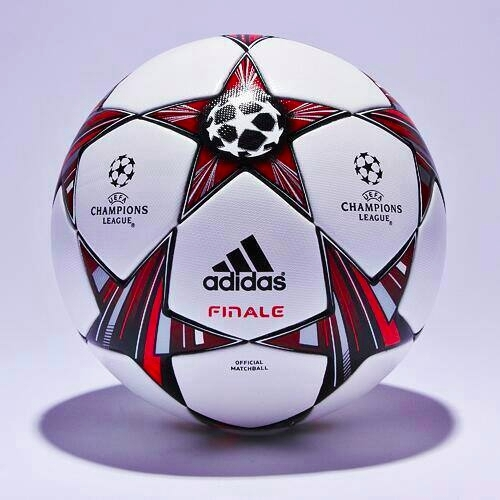 UEFA
CHAMPIONS
LEAGUE®
UEFA
CHAMPIONS
LEAGUE®
adidas®
FINALE
OFFICIAL
MATCHBALL